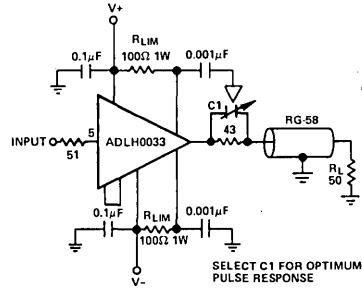 V+
RLIM
0.1μF
100Ω 1W
0.001μF
C1
RG-58
INPUT
51
5
ADLH0033
43
RL
50
0.1μF
RLIM
0.001μF
100Ω 1W
V−
SELECT C1 FOR OPTIMUM
PULSE RESPONSE